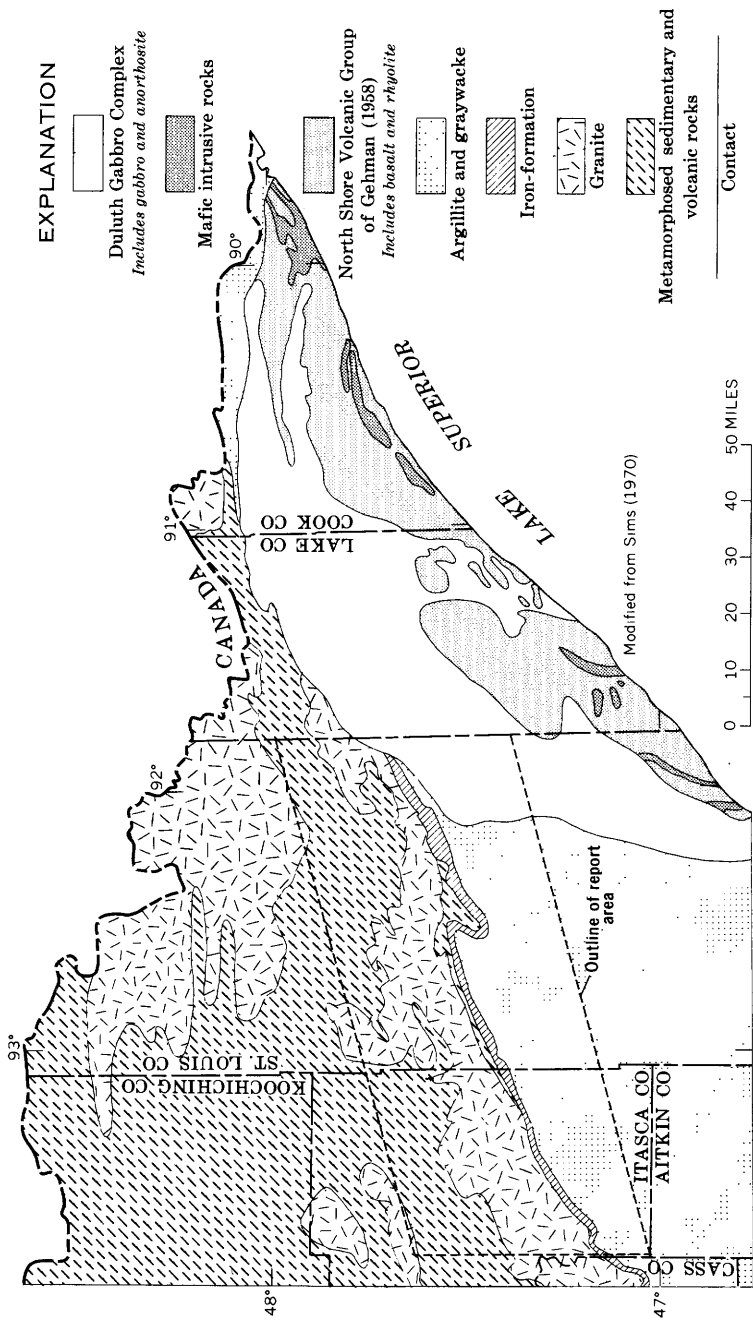 EXPLANATION
Duluth Gabbro Complex
Includes gabbro and anorthosite
Mafic intrusive rocks
North Shore Volcanic Group
of Gehman (1958)
Includes basalt and rhyolite
Argillite and graywacke
Iron-formation
Granite
Metamorphosed sedimentary and
volcanic rocks
Contact
93°
92°
91°
90°
48°
47°
CANADA
KOOCHICHING CO
ST LOUIS CO
LAKE CO
COOK CO
ITASCA CO
AITKIN CO
CASS CO
Outline of report
area
LAKE SUPERIOR
Modified from Sims (1970)
0 10 20 30 40 50 MILES